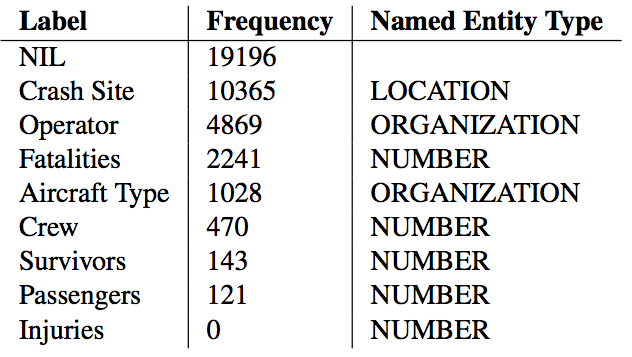 Label Frequency Named Entity Type
NIL 19196
Crash Site 10365 LOCATION
Operator 4869 ORGANIZATION
Fatalities 2241 NUMBER
Aircraft Type 1028 ORGANIZATION
Crew 470 NUMBER
Survivors 143 NUMBER
Passengers 121 NUMBER
Injuries 0 NUMBER